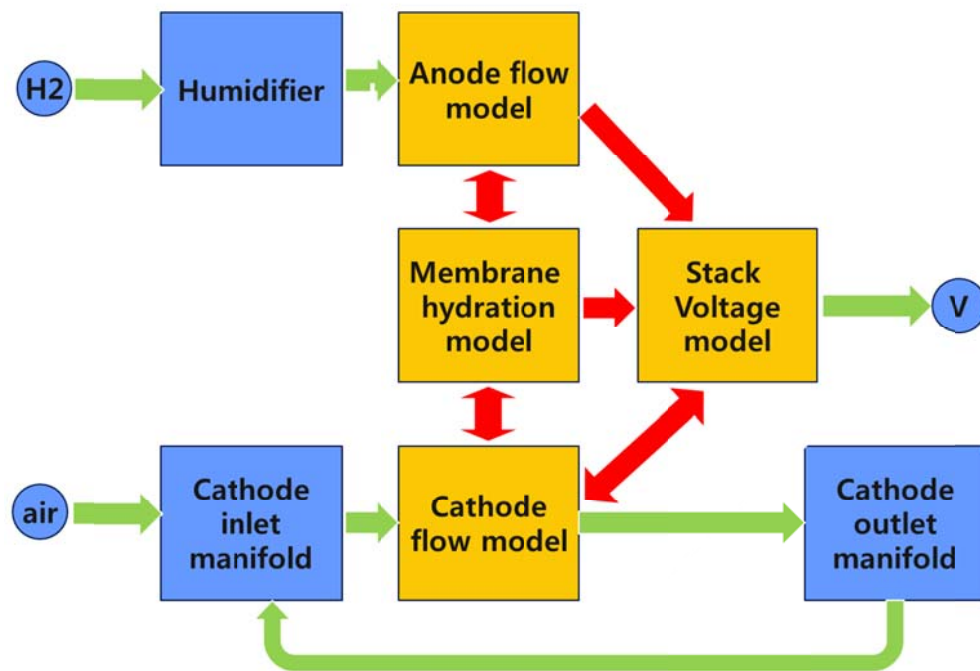 H2
Humidifier
Anode flow
model
Membrane
hydration
model
Stack
Voltage
model
V
air
Cathode
inlet
manifold
Cathode
flow model
Cathode
outlet
manifold